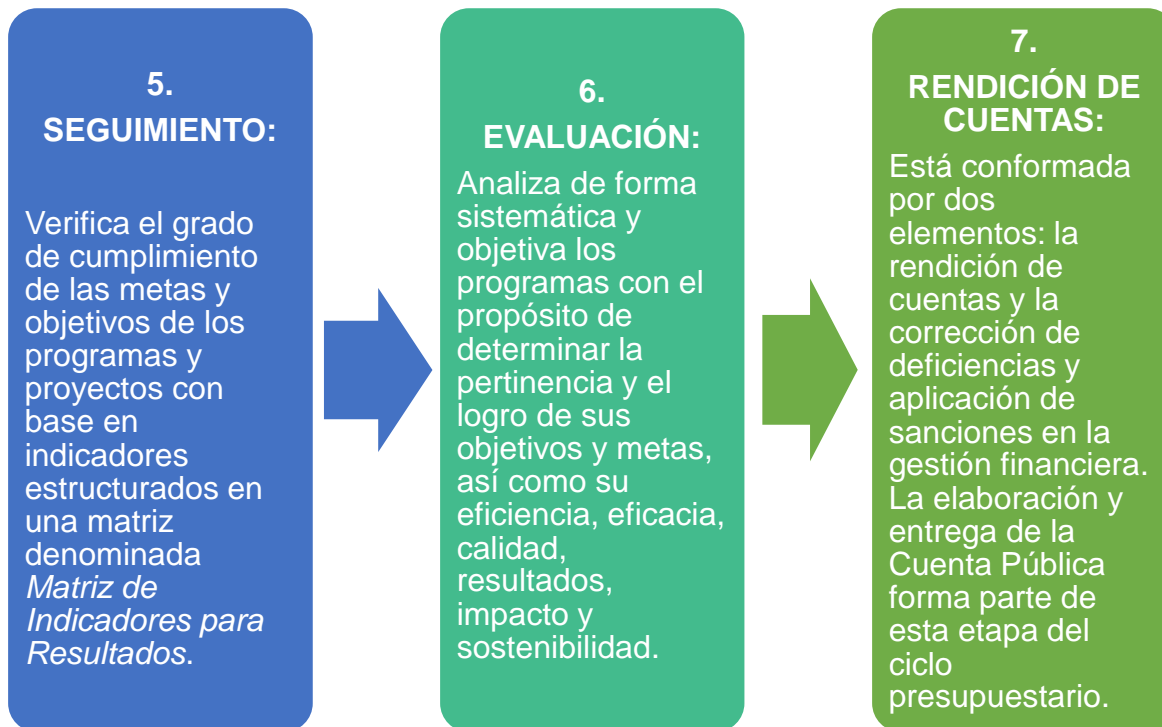 5.
SEGUIMIENTO:
Verifica el grado
de cumplimiento
de las metas y
objetivos de los
programas y
proyectos con
base en
indicadores
estructurados en
una matriz
denominada
Matriz de
Indicadores para
Resultados.
6.
EVALUACIÓN:
Analiza de forma
sistemática y
objetiva los
programas con el
propósito de
determinar la
pertinencia y el
logro de sus
objetivos y metas,
así como su
eficiencia, eficacia,
calidad,
resultados,
impacto y
sostenibilidad.
7.
RENDICIÓN DE
CUENTAS:
Está conformada
por dos
elementos: la
rendición de
cuentas y la
corrección de
deficiencias y
aplicación de
sanciones en la
gestión financiera.
La elaboración y
entrega de la
Cuenta Pública
forma parte de
esta etapa del
ciclo
presupuestario.